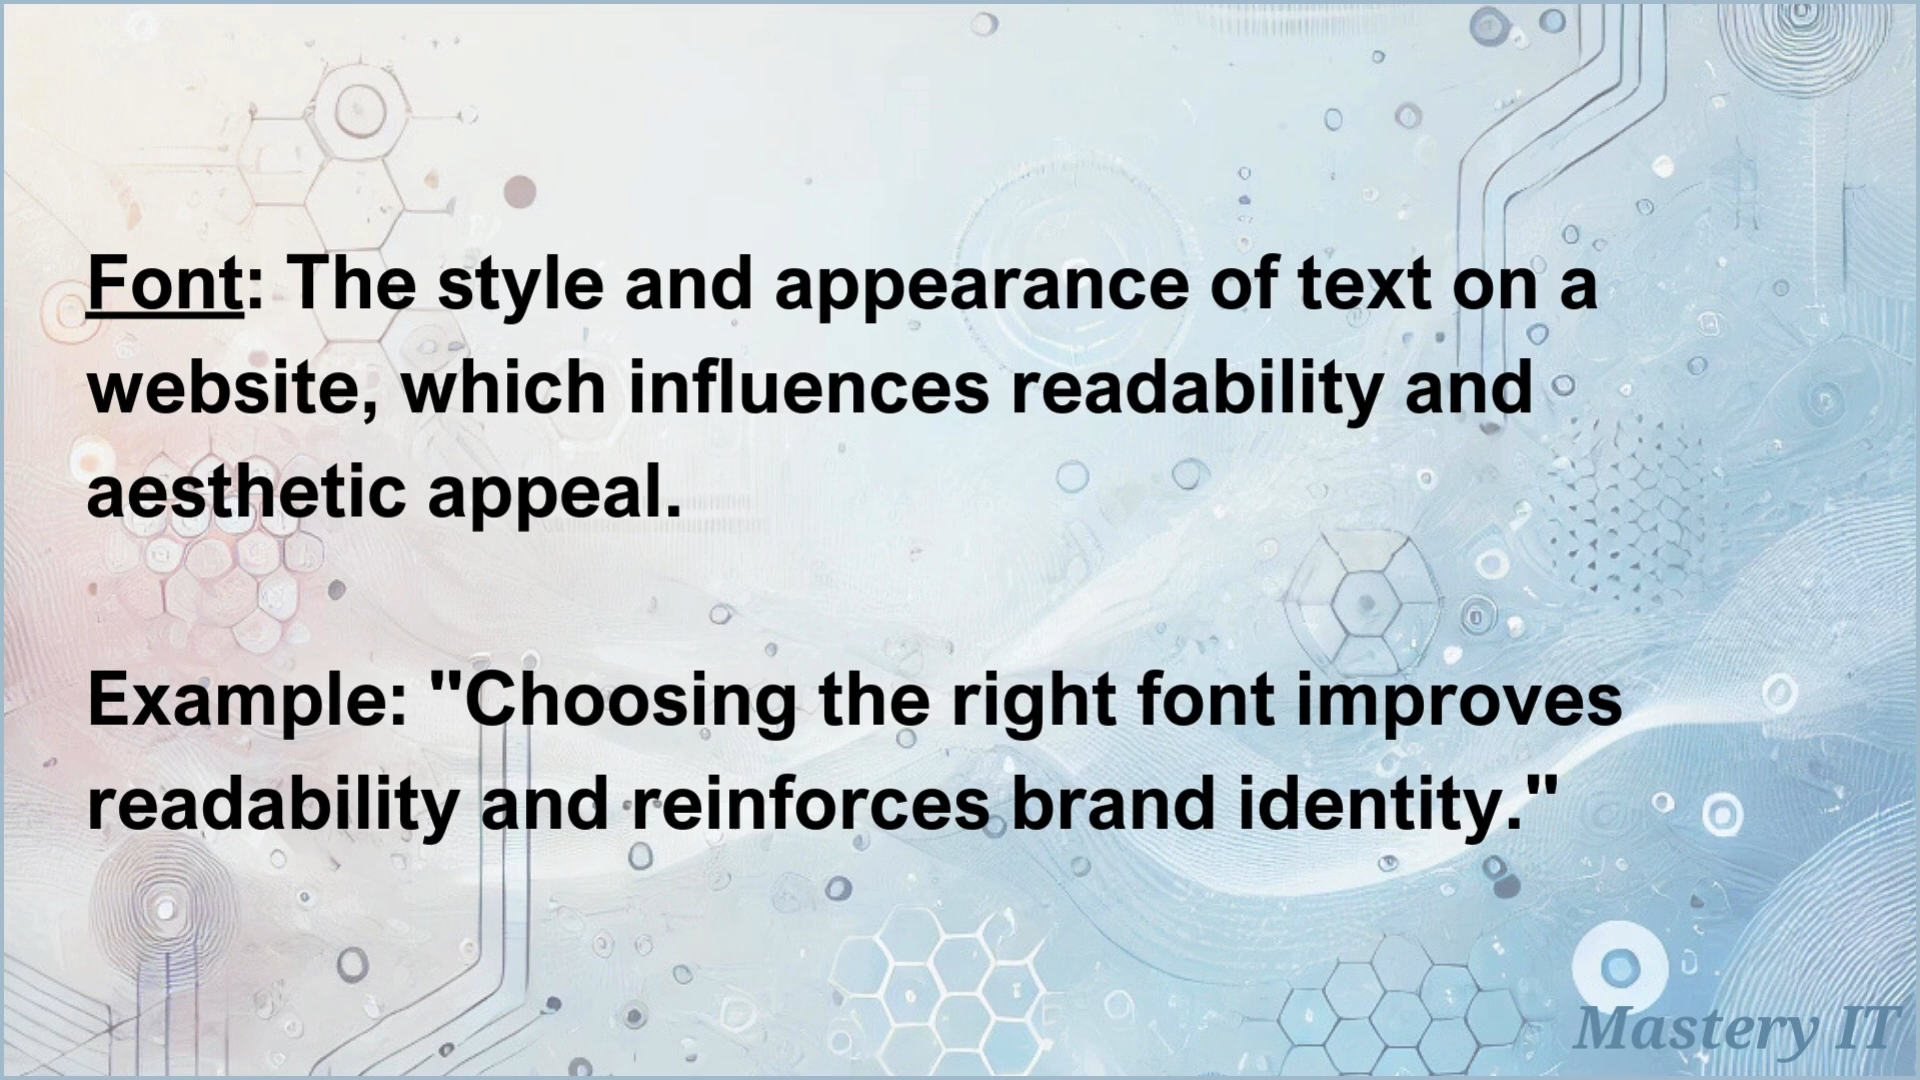 Font: The style and appearance of text on a
website, which influences readability and
aesthetic appeal.
Example: "Choosing the right font improves
readability and reinforces brand identity."
Mastery IT